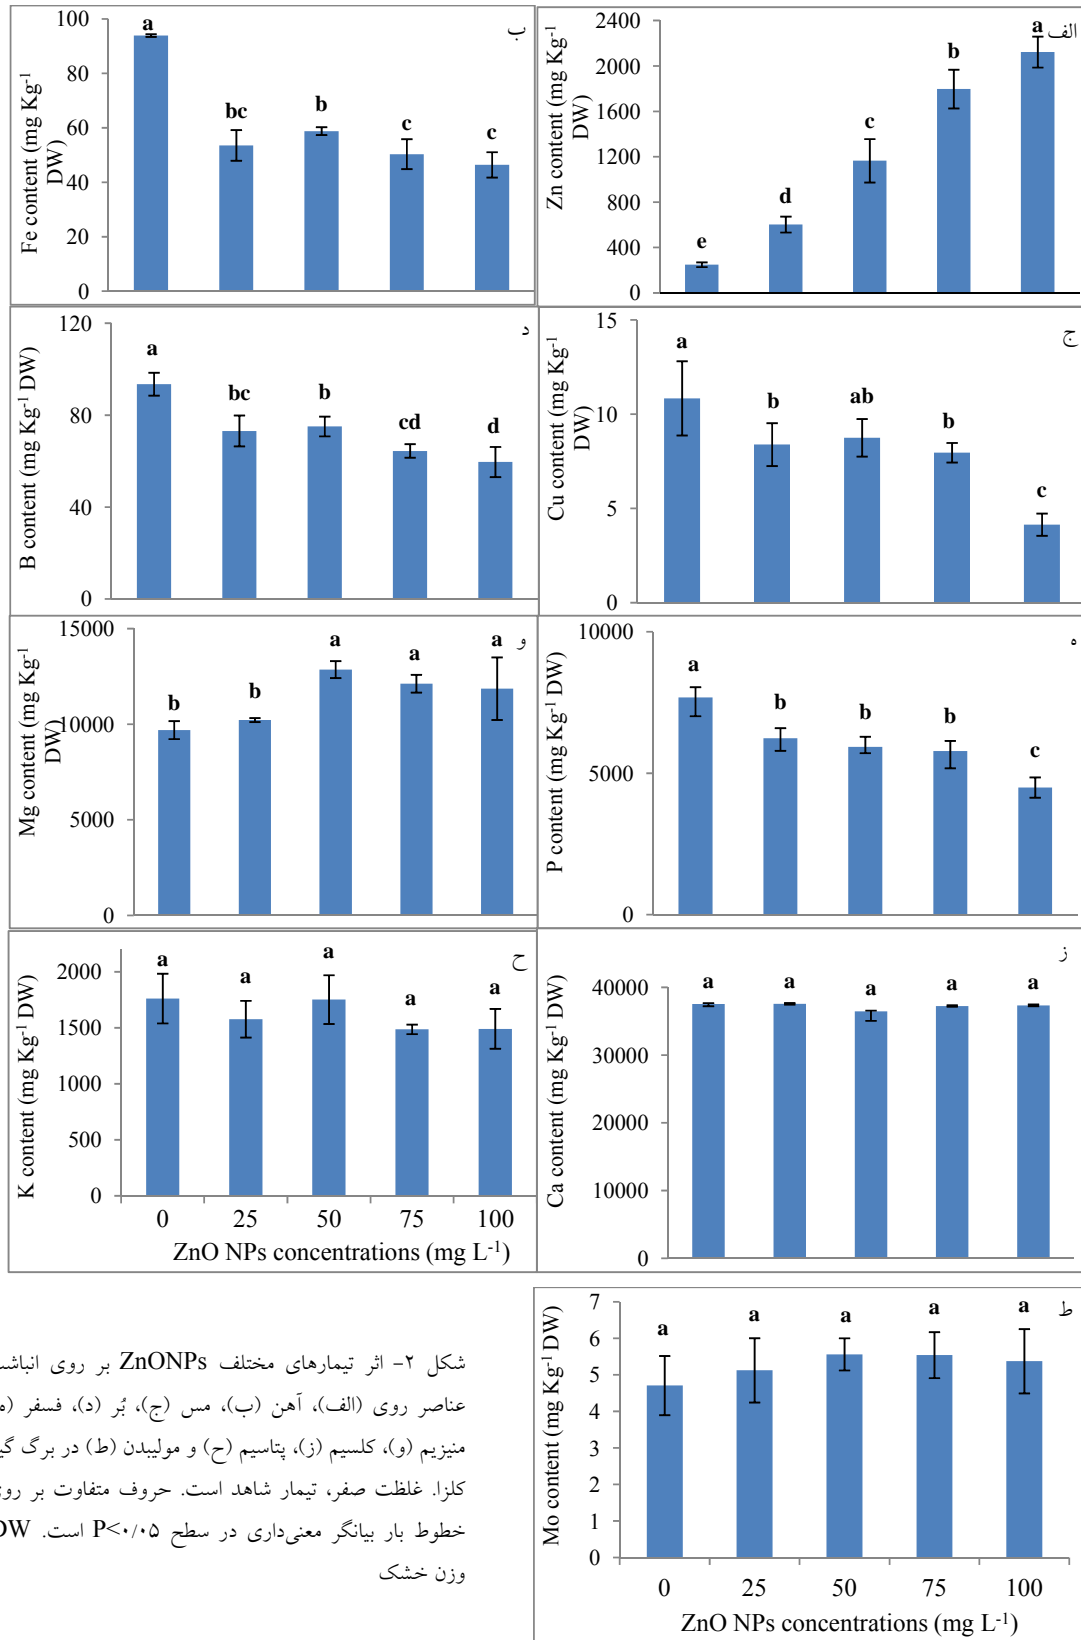 الف
Zn content (mg Kg-1
DW)
2400
2000
1600
1200
800
400
0
e
d
c
b
a
ب
Fe content (mg Kg-1
DW)
100
80
60
40
20
0
a
bc
b
c
c
ج
Cu content (mg Kg-1
DW)
15
10
5
0
a
b
ab
b
c
د
B content (mg Kg-1 DW)
120
80
40
0
a
bc
b
cd
d
ه
P content (mg Kg-1 DW)
10000
5000
0
a
b
b
b
c
و
Mg content (mg Kg-1
DW)
15000
10000
5000
0
b
b
a
a
a
ز
Ca content (mg Kg-1 DW)
40000
30000
20000
10000
0
a
a
a
a
a
ح
K content (mg Kg-1 DW)
2000
1500
1000
500
0
a
a
a
a
a
0 25 50 75 100
ZnO NPs concentrations (mg L-1)
ط
Mo content (mg Kg-1 DW)
7
6
5
4
3
2
1
0
a
a
a
a
a
0 25 50 75 100
ZnO NPs concentrations (mg L-1)
شکل ۲- اثر تیمارهای مختلف ZnONPs بر روی
عناصر روی (الف)، آهن (ب)، مس (ج)، بُر (د)، فسفر
منیزیم (و)، کلسیم (ز)، پتاسیم (ح) و مولیبدن (ط) در برگ
کلزا. غلظت صفر، تیمار شاهد است. حروف متفاوت بر
خطوط بار بیانگر معنی‌داری در سطح P<۰/۰۵ است.
وزن خشک